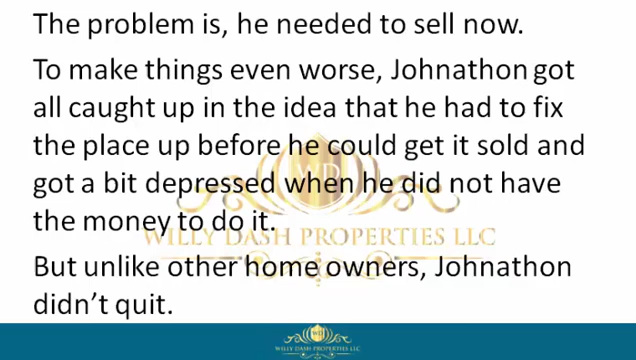 The problem is, he needed to sell now.
To make things even worse, Johnathon got
all caught up in the idea that he had to fix
the place up before he could get it sold and
got a bit depressed when he did not have
the money to do it.
WILLY DASH PROPERTIES LLC
But unlike other home owners, Johnathon
didn't quit.
WILLY DASH PROPERTIES LLC